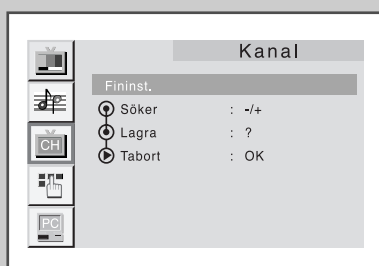 Kanal
Fininst.
Söker : -/+
Lagra : ?
CH
Tabort : OK
PC